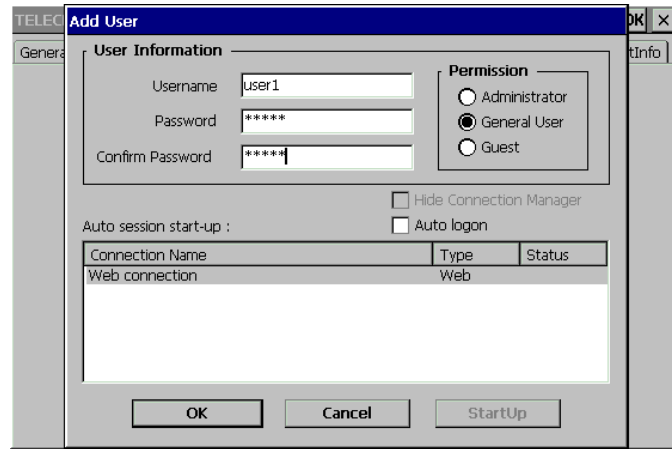 TELEC
Add User
OK
Genera
tInfo
User Information
Username user1
Password *****
Confirm Password *****
Permission
Administrator
General User
Guest
Hide Connection Manager
Auto session start-up :
Auto logon
Connection Name Type Status
Web connection Web
OK Cancel StartUp